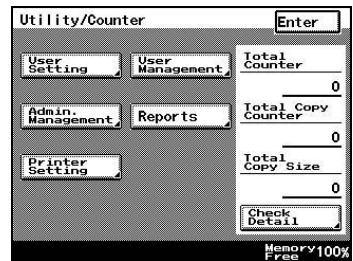 Utility/Counter
Enter
User
Setting
User
Management
Admin.
Management
Reports
Printer
Setting
Total
Counter
0
Total Copy
Counter
0
Total
Copy Size
0
Check
Detail
Memory
Free 100%